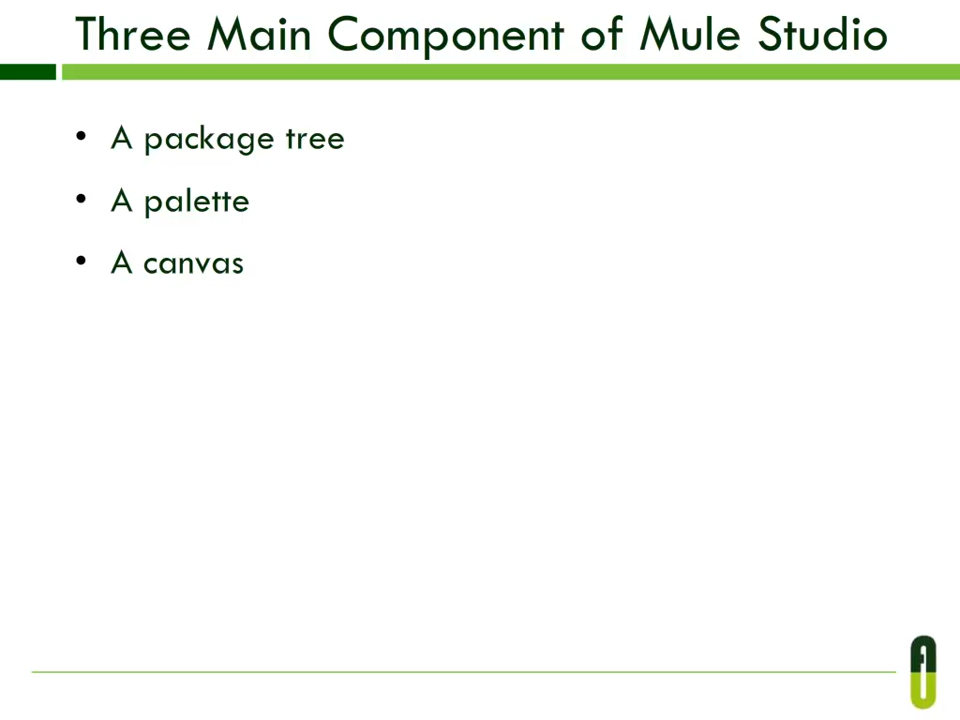 Three Main Component of Mule Studio
• A package tree
• A palette
• A canvas